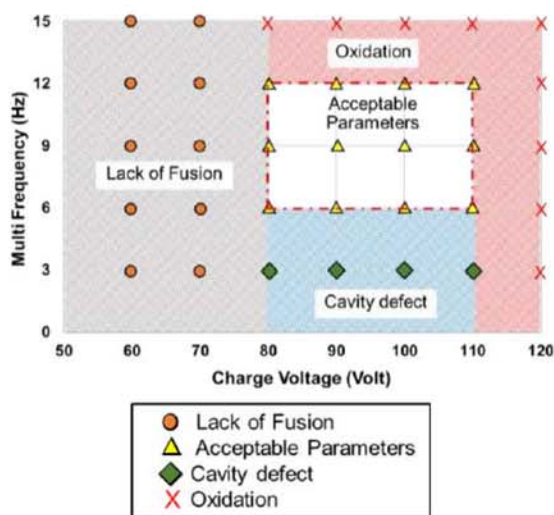 15
Oxidation
12
Acceptable
Parameters
9
Lack of Fusion
6
3
Cavity defect
0
Multi Frequency (Hz)
50 60 70 80 90 100 110 120
Charge Voltage (Volt)
Lack of Fusion
Acceptable Parameters
Cavity defect
Oxidation